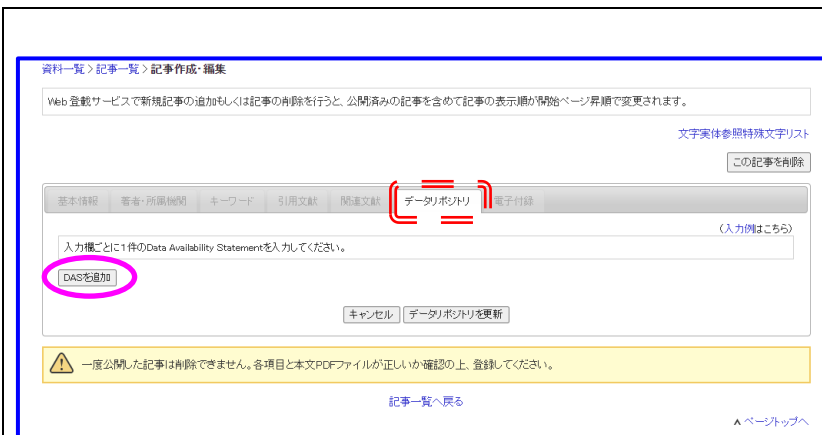 資料一覧 > 記事一覧 > 記事作成・編集
Web 登載サービスで新規記事の追加もしくは記事の削除を行うと、公開済みの記事を含めて記事の表示順が開始ページ昇順で変更されます。
文字実体参照特殊文字リスト
この記事を削除
基本情報 著者・所属機関 キーワード 引用文献 関連文献 データリポジトリ 電子付録
(入力例はこちら)
入力欄ごとに1件のData Availability Statementを入力してください。
DASを追加
キャンセル データリポジトリを更新
一度公開した記事は削除できません。各項目と本文PDFファイルが正しいか確認の上、登録してください。
記事一覧へ戻る
∧ ページトップへ